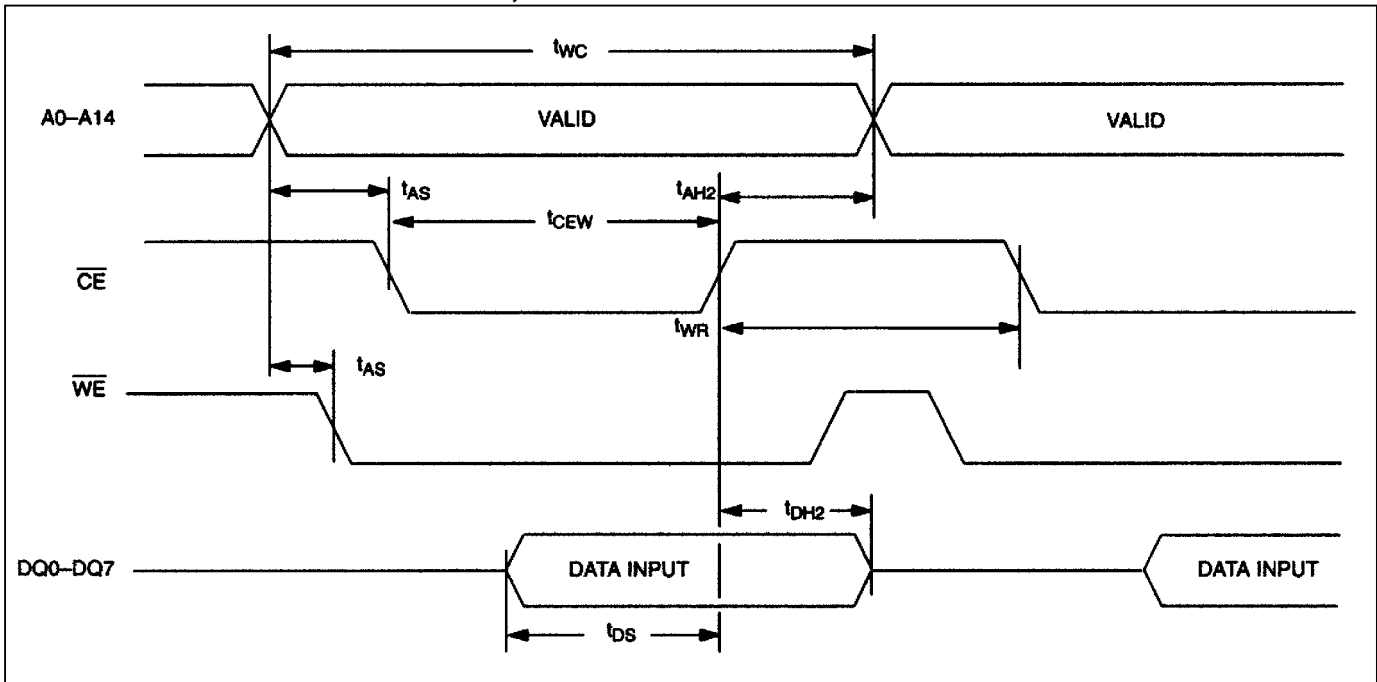 tWC
A0–A14 VALID VALID
tAS tAH2
tCEW
CE
tWR
tAS
WE
tDH2
DQ0–DQ7 DATA INPUT DATA INPUT
tDS